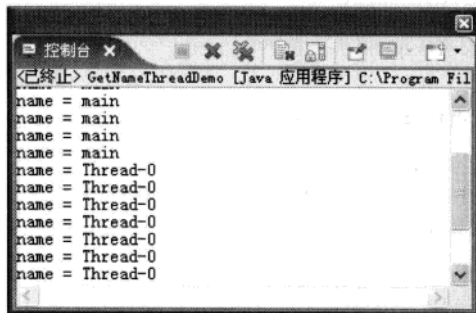 控制台
<已终止> GetNameThreadDemo [Java 应用程序] C:\Program Fil
name = main
name = main
name = main
name = main
name = Thread-0
name = Thread-0
name = Thread-0
name = Thread-0
name = Thread-0
name = Thread-0
name = Thread-0